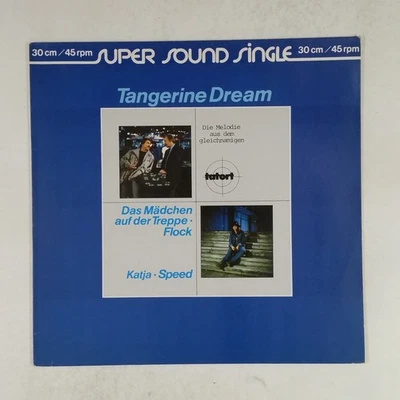 30 cm / 45 rpm SUPER SOUND SINGLE 30 cm / 45 rpm
Tangerine Dream
Die Melodie
aus dem
gleichnamigen
tatort
Das Mädchen
auf der Treppe ·
Flock
Katja · Speed